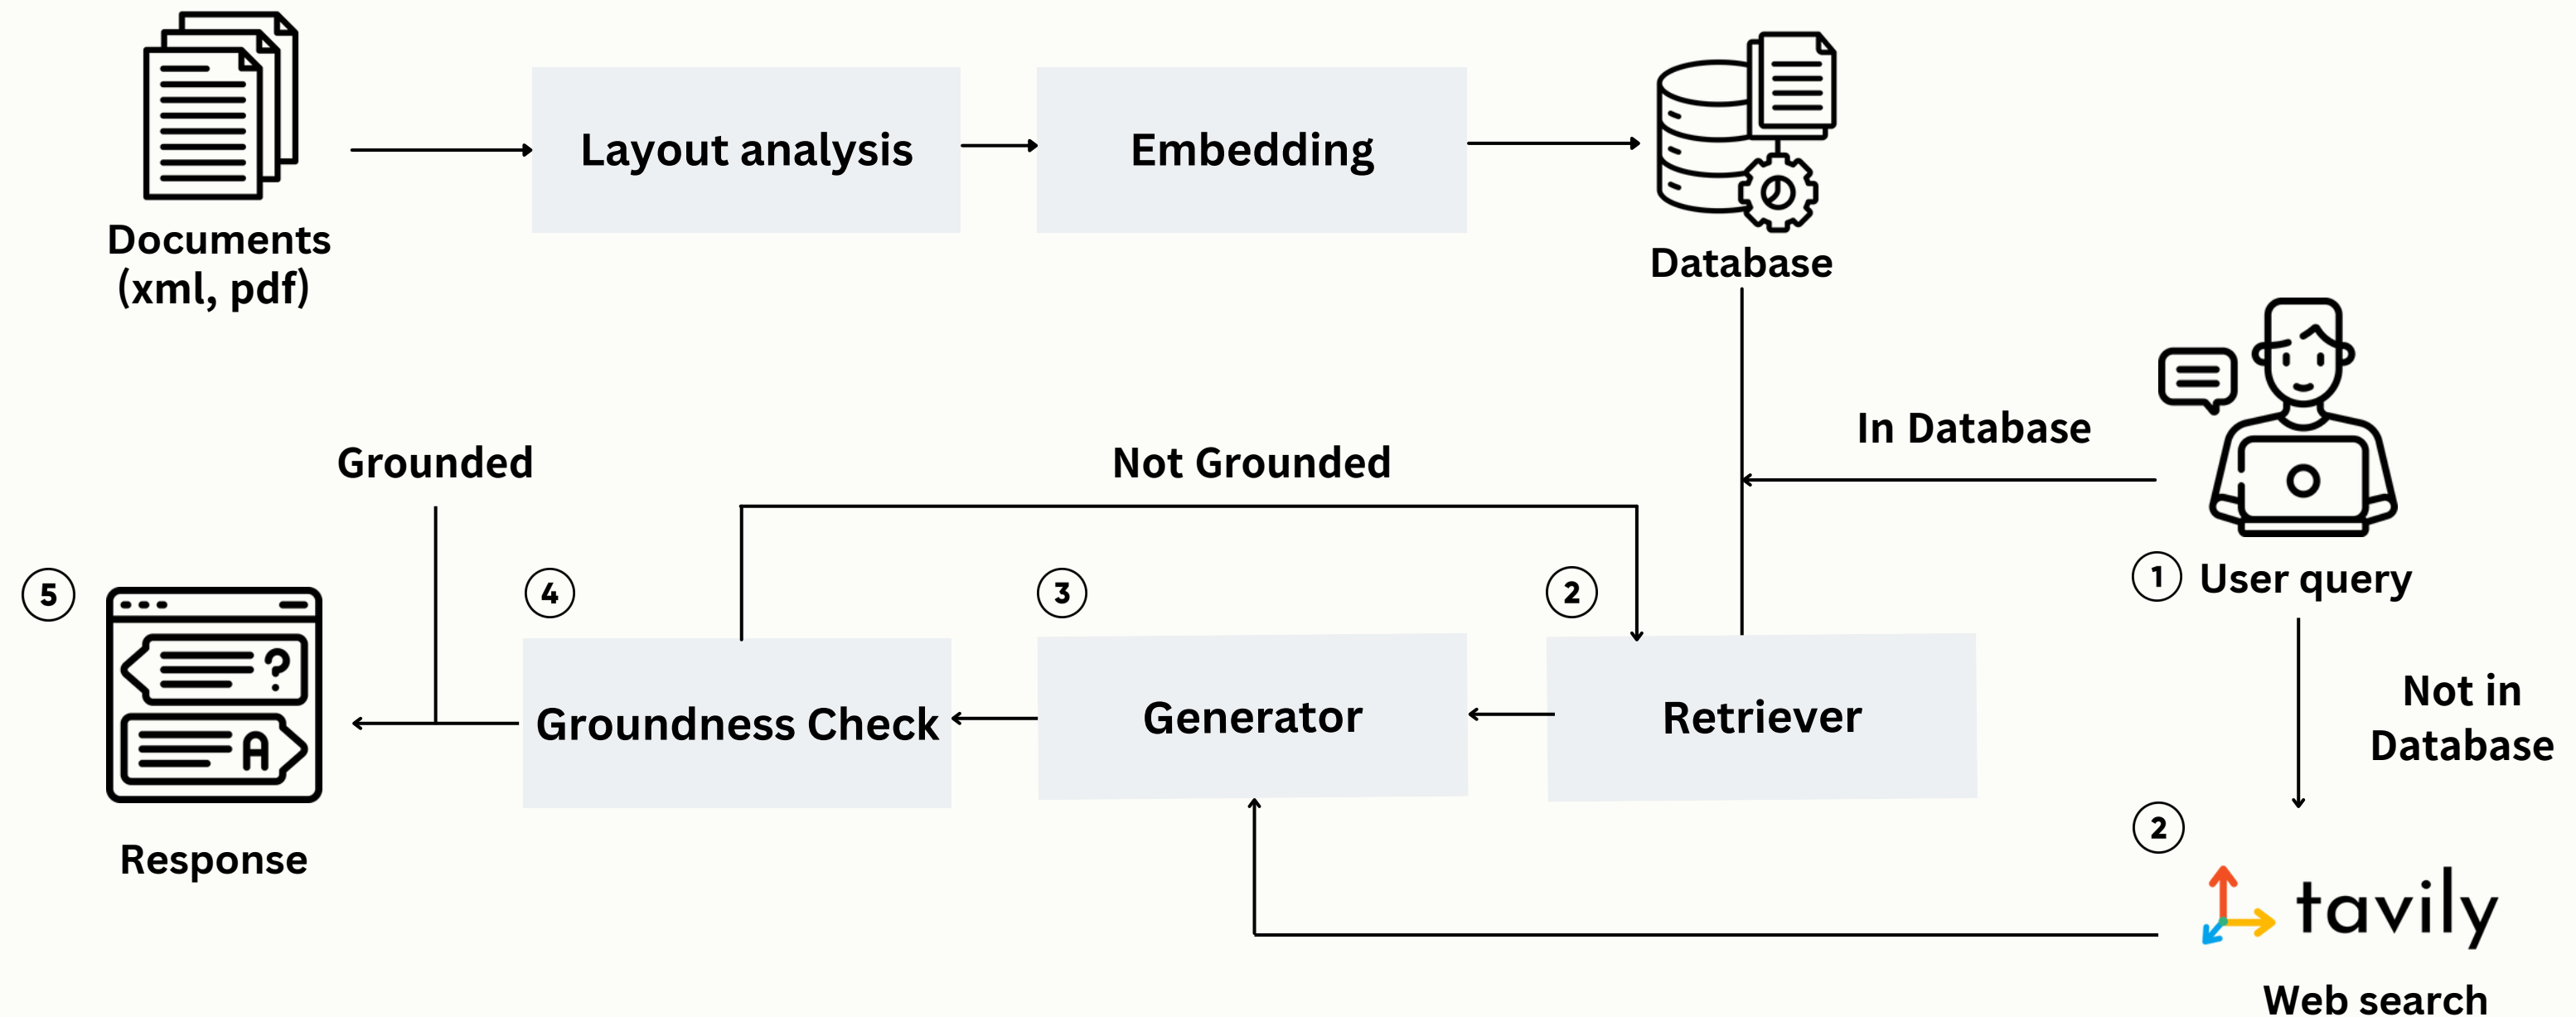 Layout analysis
Embedding
Documents
(xml, pdf)
Database
In Database
Grounded
Not Grounded
5
4
3
2
1
User query
?
A
Groundness Check
Generator
Retriever
Not in
Database
Response
2
tavily
Web search